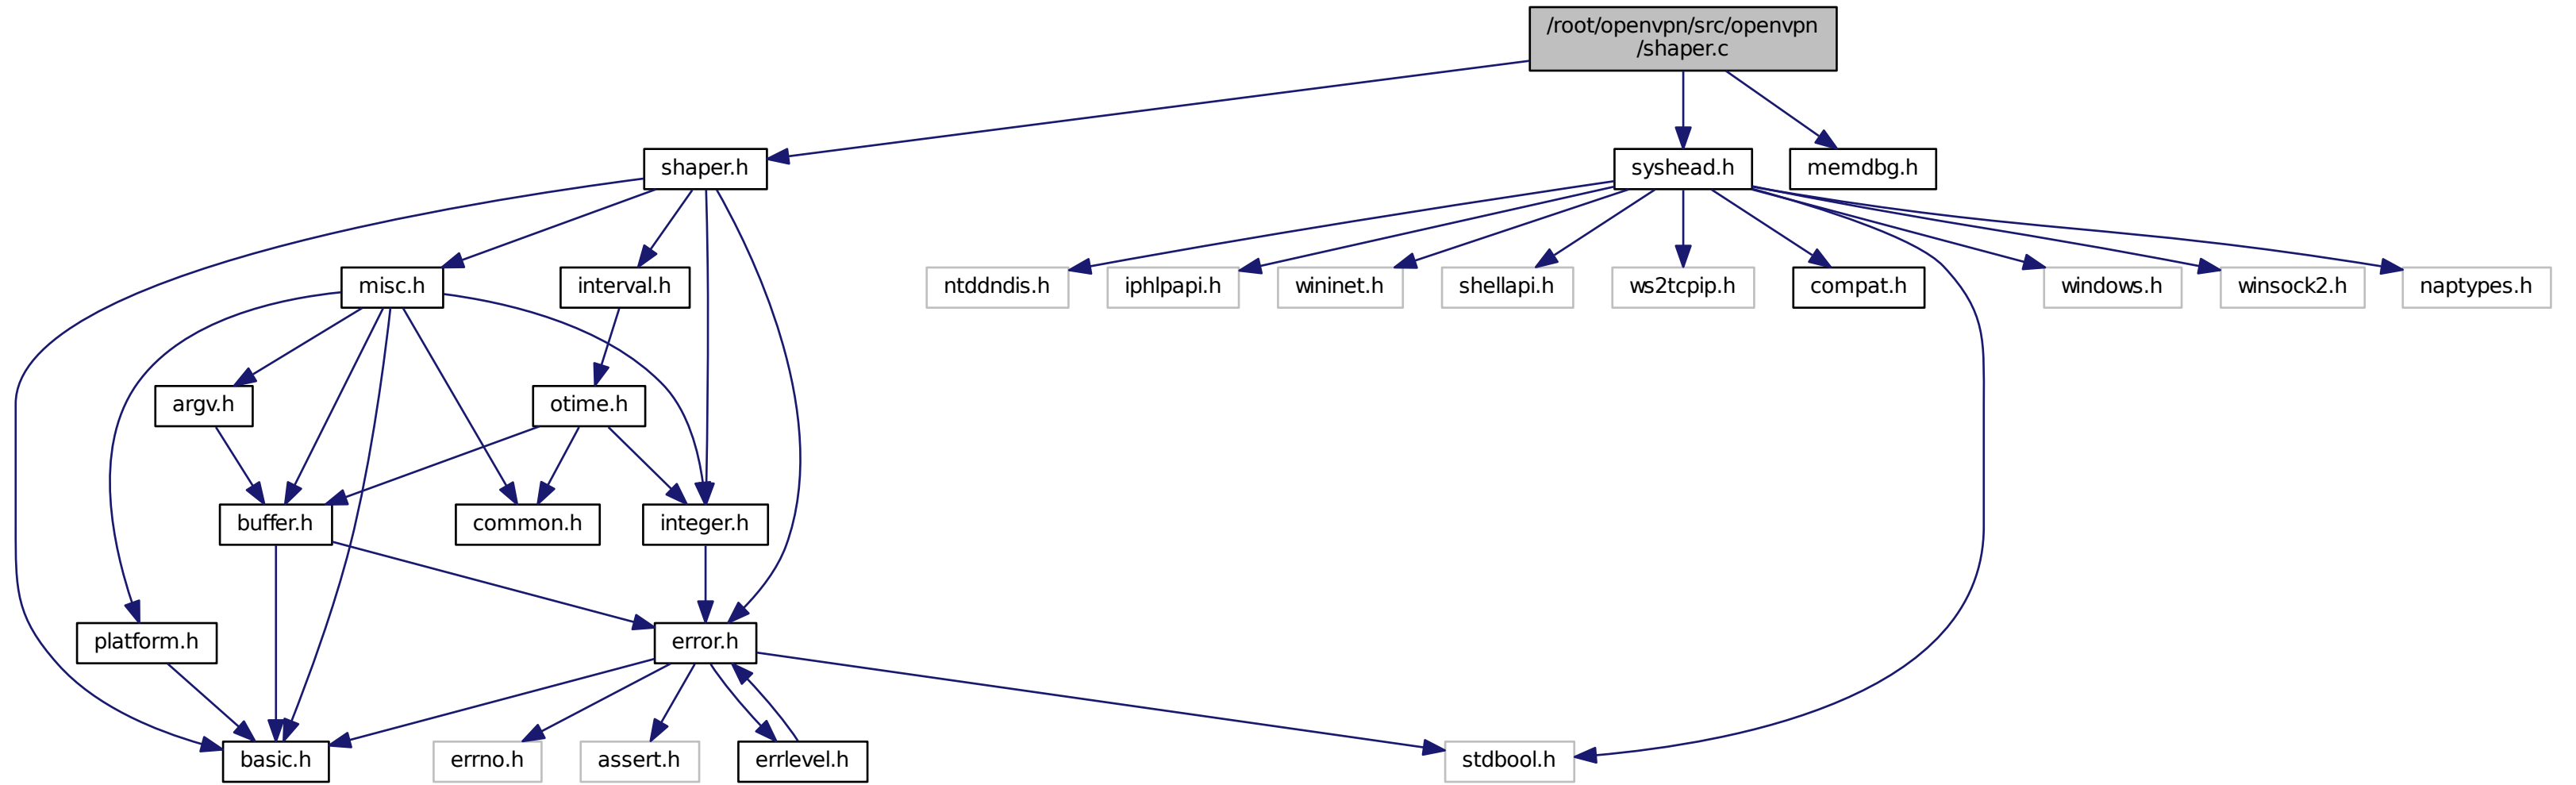 /root/openvpn/src/openvpn
/shaper.c
shaper.h
syshead.h
memdbg.h
misc.h
interval.h
ntddndis.h
iphlpapi.h
wininet.h
shellapi.h
ws2tcpip.h
compat.h
windows.h
winsock2.h
naptypes.h
argv.h
otime.h
buffer.h
common.h
integer.h
platform.h
error.h
basic.h
errno.h
assert.h
errlevel.h
stdbool.h